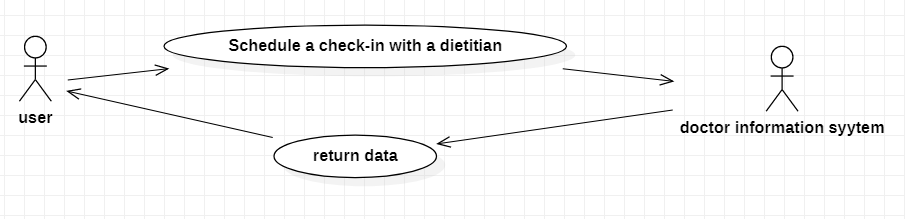 Schedule a check-in with a dietitian
user
doctor information syytem
return data